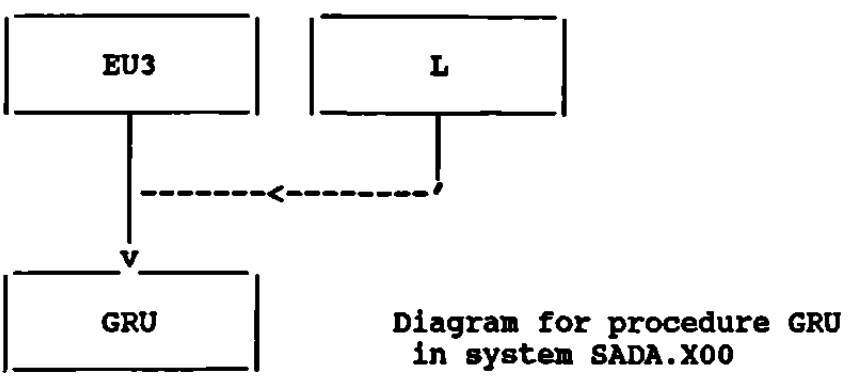 EU3 L
GRU
Diagram for procedure GRU
in system SADA.X00